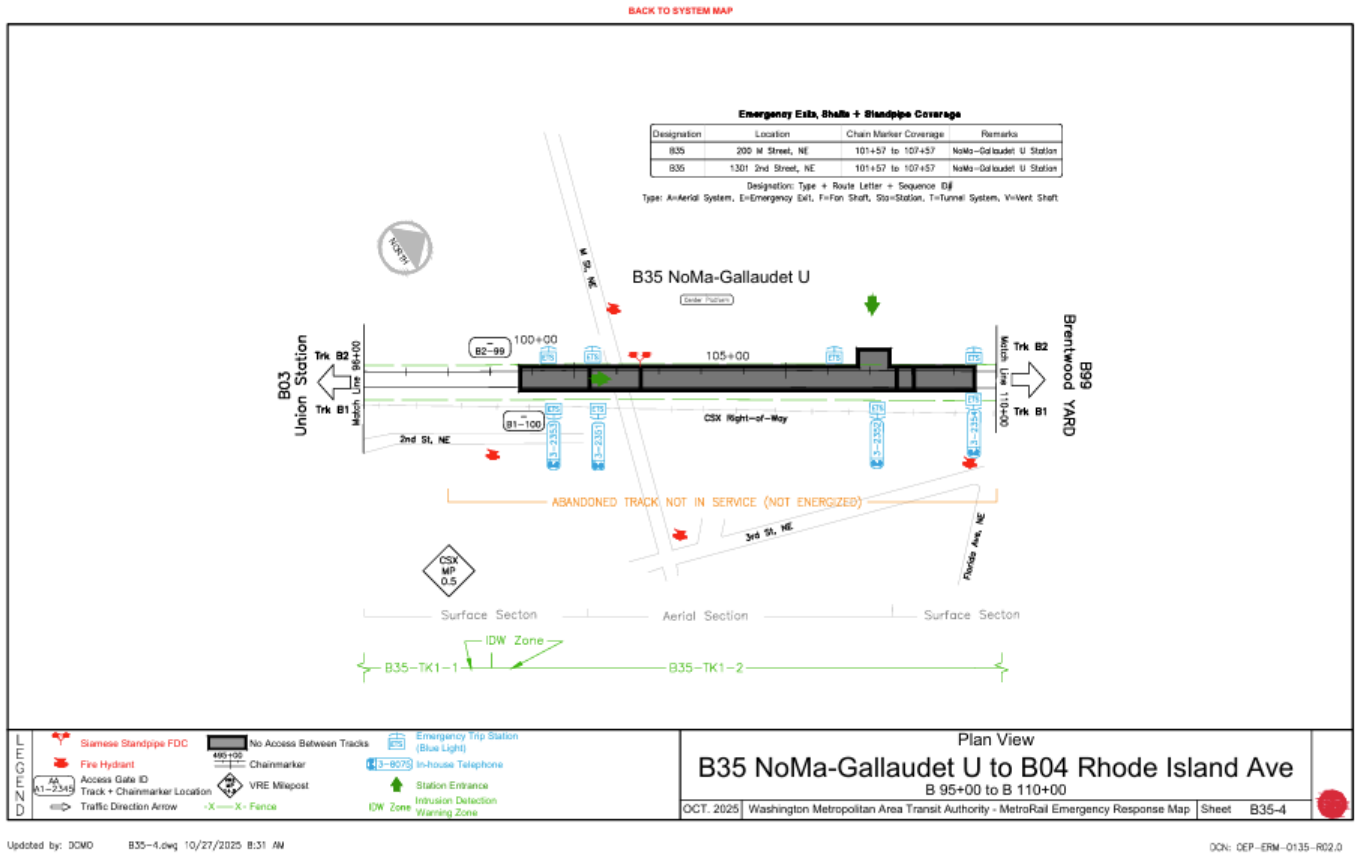 BACK TO SYSTEM MAP
Emergency Exits, Shafts + Standpipe Coverage
Designation Location Chain Marker Coverage Remarks
B35 200 M Street, NE 101+57 to 107+57 NoMa-Gallaudet U Station
B35 1301 2nd Street, NE 101+57 to 107+57 NoMa-Gallaudet U Station
Designation: Type + Route Letter + Sequence ID#
Type: A=Aerial System, E=Emergency Exit, F=Fan Shaft, Sta=Station, T=Tunnel System, V=Vent Shaft
NORTH
M St, NE
B35 NoMa-Gallaudet U
Center Platform
B03
Union Station
Trk B2
Trk B1
Match Line 96+00
B2-99
100+00
105+00
ETS
ETS
ETS
ETS
Match Line 110+00
Trk B2
Trk B1
B99
Brentwood YARD
B1-100
ETS
ETS
ETS
ETS
3-2353
3-2351
3-2352
3-2354
CSX Right-of-Way
2nd St, NE
ABANDONED TRACK NOT IN SERVICE (NOT ENERGIZED)
3rd St, NE
Florida Ave, NE
CSX
MP
0.5
Surface Secton
Aerial Section
Surface Secton
IDW Zone
B35-TK1-1
B35-TK1-2
LEGEND
Siamese Standpipe FDC
Fire Hydrant
AA
A1-2345
Access Gate ID
Track + Chainmarker Location
Traffic Direction Arrow
No Access Between Tracks
495+00
Chainmarker
VRE Milepost
-X-X- Fence
ETS
Emergency Trip Station
(Blue Light)
3-8075 In-house Telephone
Station Entrance
IDW Zone
Intrusion Detection
Warning Zone
Plan View
B35 NoMa-Gallaudet U to B04 Rhode Island Ave
B 95+00 to B 110+00
OCT. 2025 Washington Metropolitan Area Transit Authority - MetroRail Emergency Response Map Sheet B35-4
Updated by: DCMO B35-4.dwg 10/27/2025 8:31 AM
DCN: OEP-ERM-0135-R02.0